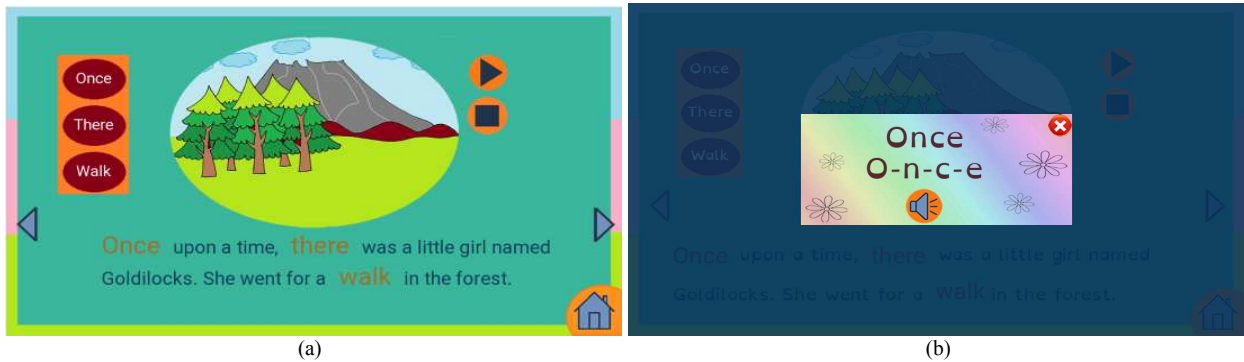 Once
There
Walk
Once upon a time, there was a little girl named
Goldilocks. She went for a walk in the forest.
(a)
Once
There
Walk
Once
O-n-c-e
Once upon a time, there was a little girl named
Goldilocks. She went for a walk in the forest.
(b)